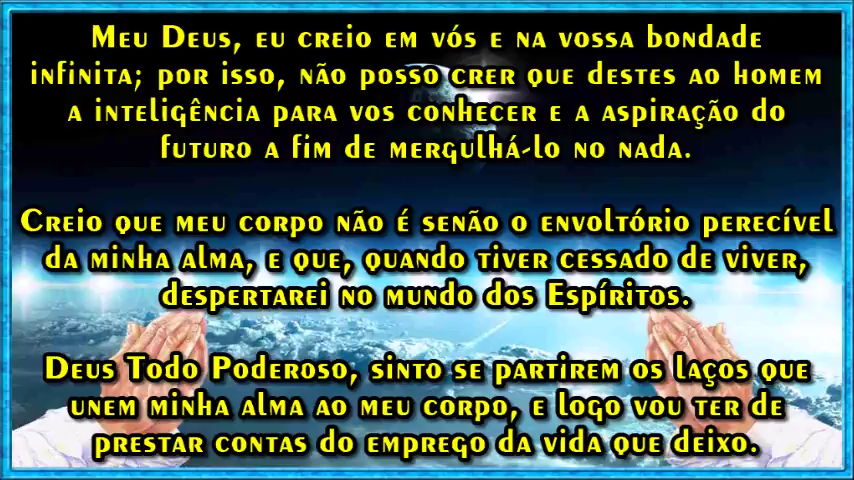 Meu Deus, eu creio em vós e na vossa bondade
infinita; por isso, não posso crer que destes ao homem
a inteligência para vos conhecer e a aspiração do
futuro a fim de mergulhá-lo no nada.
Creio que meu corpo não é senão o envoltório perecível
da minha alma, e que, quando tiver cessado de viver,
despertarei no mundo dos Espíritos.
Deus Todo Poderoso, sinto se partirem os laços que
unem minha alma ao meu corpo, e logo vou ter de
prestar contas do emprego da vida que deixo.